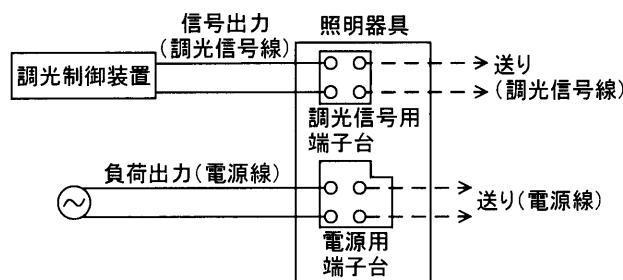 信号出力
(調光信号線)
照明器具
調光制御装置
送り
(調光信号線)
調光信号用
端子台
負荷出力(電源線)
送り(電源線)
電源用
端子台